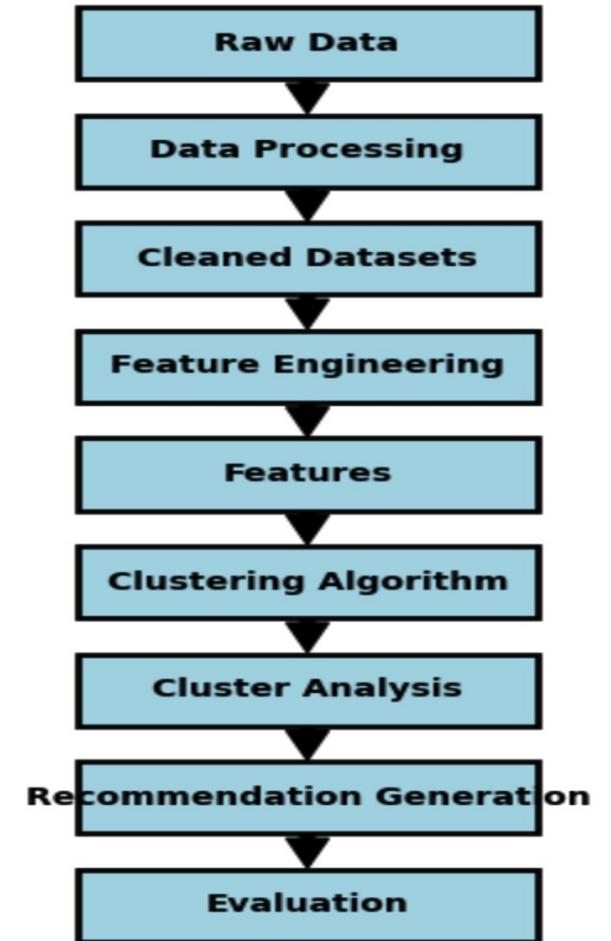 Raw Data
Data Processing
Cleaned Datasets
Feature Engineering
Features
Clustering Algorithm
Cluster Analysis
Recommendation Generation
Evaluation